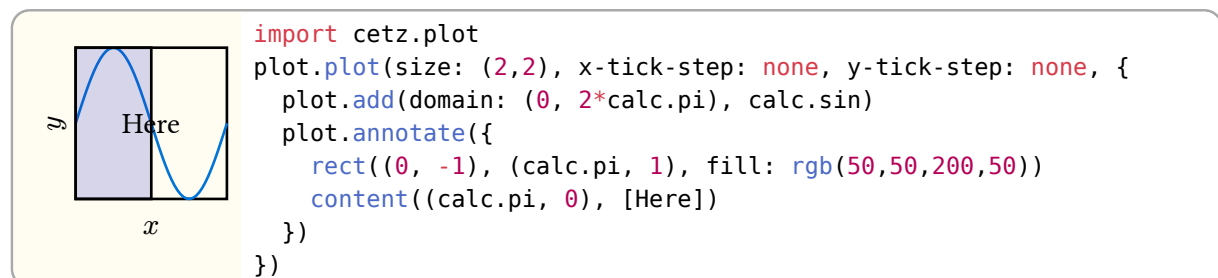 y
Here
x
import cetz.plot
plot.plot(size: (2,2), x-tick-step: none, y-tick-step: none, {
  plot.add(domain: (0, 2*calc.pi), calc.sin)
  plot.annotate({
    rect((0, -1), (calc.pi, 1), fill: rgb(50,50,200,50))
    content((calc.pi, 0), [Here])
  })
})